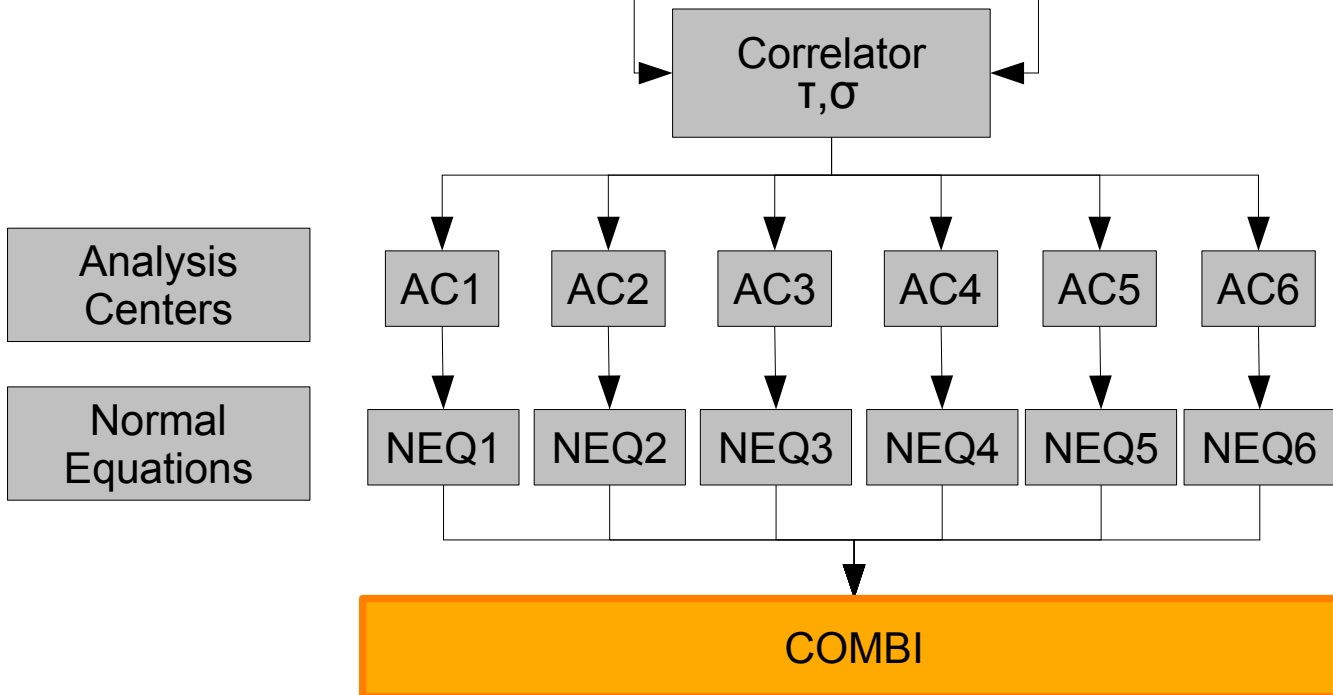 Correlator
τ,σ
Analysis
Centers
AC1 AC2 AC3 AC4 AC5 AC6
Normal
Equations
NEQ1 NEQ2 NEQ3 NEQ4 NEQ5 NEQ6
COMBI